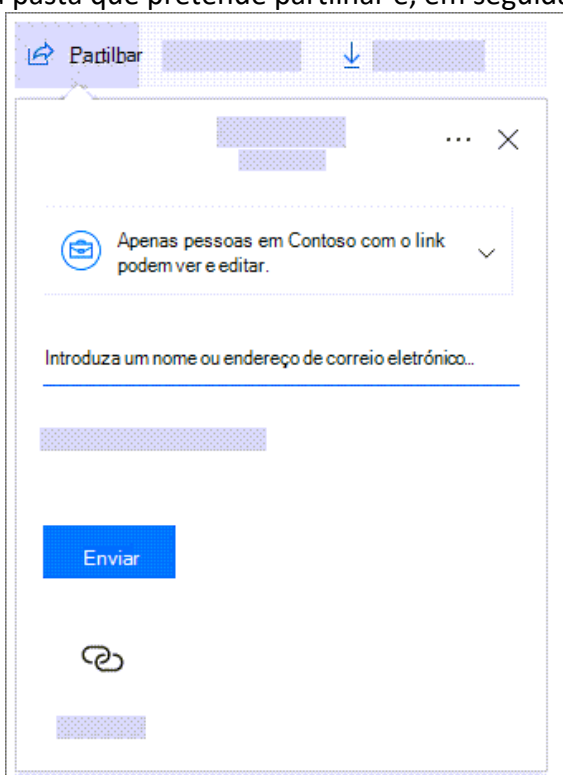 pasta que pretende partilhar e, em seguida
Partilhar
Apenas pessoas em Contoso com o link
podem ver e editar.
Introduza um nome ou endereço de correio eletrónico...
Enviar